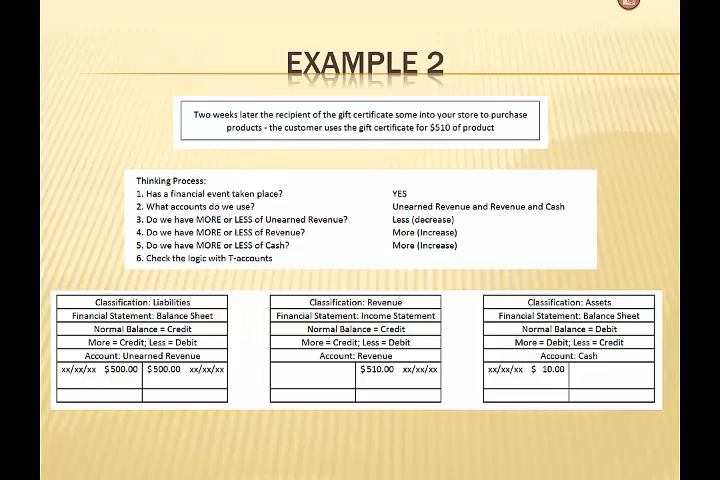 EXAMPLE 2
Two weeks later the recipient of the gift certificate some into your store to purchase
products - the customer uses the gift certificate for $510 of product
Thinking Process:
1. Has a financial event taken place? YES
2. What accounts do we use? Unearned Revenue and Revenue and Cash
3. Do we have MORE or LESS of Unearned Revenue? Less (decrease)
4. Do we have MORE or LESS of Revenue? More (Increase)
5. Do we have MORE or LESS of Cash? More (Increase)
6. Check the logic with T-accounts
Classification: Liabilities
Financial Statement: Balance Sheet
Normal Balance = Credit
More = Credit; Less = Debit
Account: Unearned Revenue
xx/xx/xx $500.00 $500.00 xx/xx/xx
Classification: Revenue
Financial Statement: Income Statement
Normal Balance = Credit
More = Credit; Less = Debit
Account: Revenue
$510.00 xx/xx/xx
Classification: Assets
Financial Statement: Balance Sheet
Normal Balance = Debit
More = Debit; Less = Credit
Account: Cash
xx/xx/xx $ 10.00